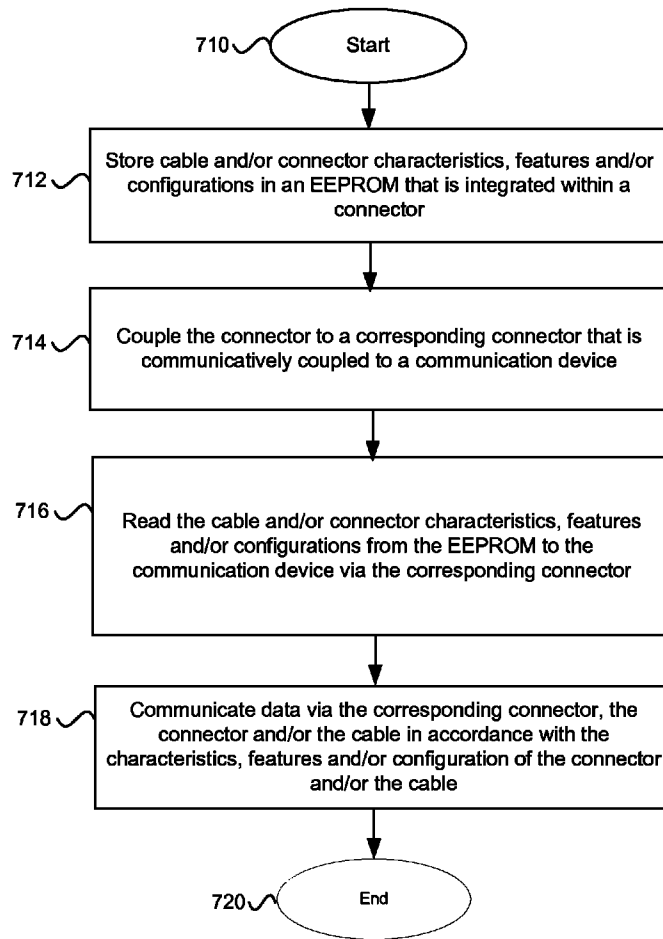 710
Start
712
Store cable and/or connector characteristics, features and/or
configurations in an EEPROM that is integrated within a
connector
714
Couple the connector to a corresponding connector that is
communicatively coupled to a communication device
716
Read the cable and/or connector characteristics, features
and/or configurations from the EEPROM to the
communication device via the corresponding connector
718
Communicate data via the corresponding connector, the
connector and/or the cable in accordance with the
characteristics, features and/or configuration of the connector
and/or the cable
720
End